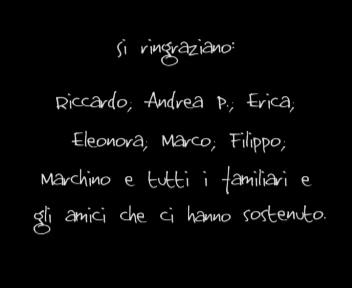 Si ringraziano:
Riccardo, Andrea P., Erica,
Eleonora, Marco, Filippo,
Marchino e tutti i familiari e
gli amici che ci hanno sostenuto.